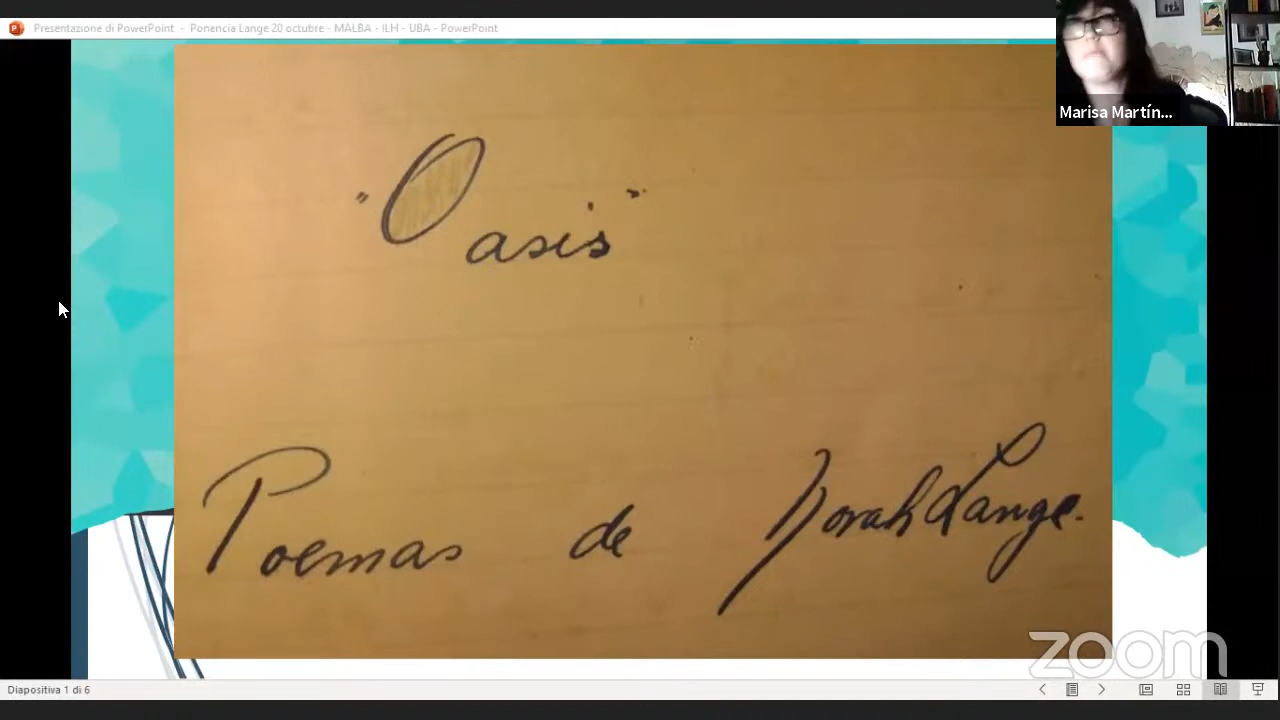 Presentazione di PowerPoint - Ponencia Lange 20 octubre - MALBA - ILH - UBA - PowerPoint
Marisa Martín...
"Oasis"
Poemas de Norah Lange.
zoom
Diapositiva 1 di 6